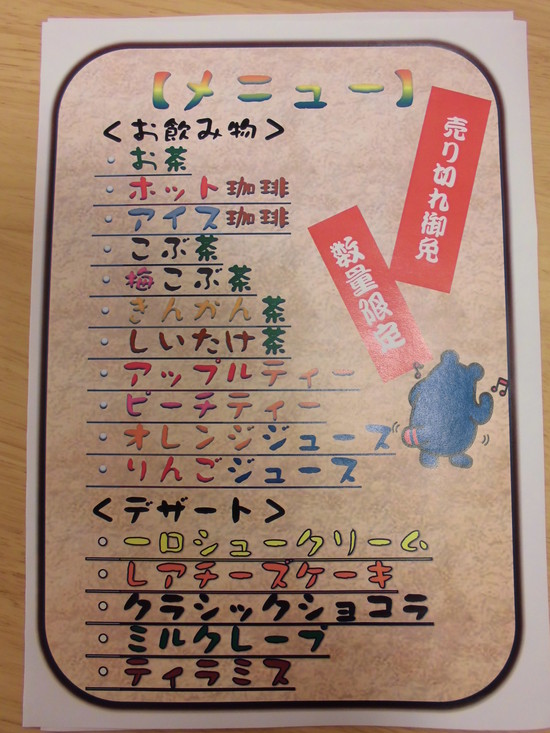 【メニュー】
＜お飲み物＞
・お茶
・ホット珈琲
・アイス珈琲
・こぶ茶
・梅こぶ茶
・きんかん茶
・しいたけ茶
・アップルティー
・ピーチティー
・オレンジジュース
・りんごジュース
＜デザート＞
・一口シュークリーム
・レアチーズケーキ
・クラシックショコラ
・ミルクレープ
・ティラミス
売り切れ御免
数量限定